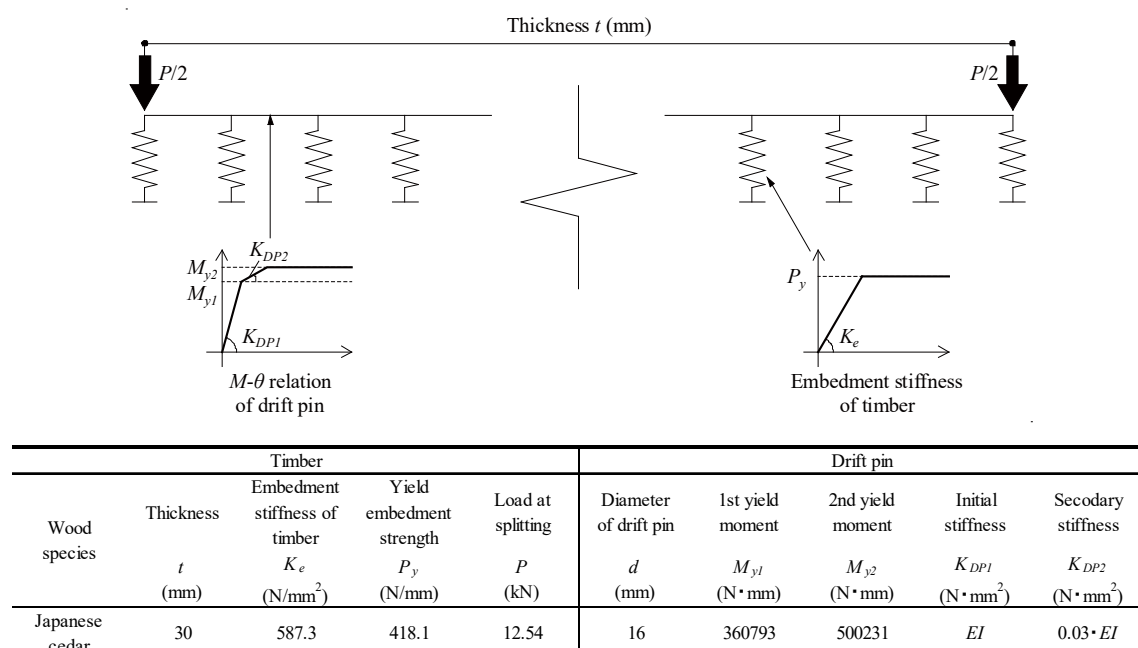 Thickness t (mm)
P/2 P/2
K_DP2
M_y2
M_y1
K_DP1
P_y
K_e
M-θ relation
of drift pin
Embedment stiffness
of timber
Timber Drift pin
Wood species Thickness Embedment stiffness of timber Yield embedment strength Load at splitting Diameter of drift pin 1st yield moment 2nd yield moment Initial stiffness Secodary stiffness
t K_e P_y P d M_y1 M_y2 K_DP1 K_DP2
(mm) (N/mm²) (N/mm) (kN) (mm) (N・mm) (N・mm) (N・mm²) (N・mm²)
Japanese cedar 30 587.3 418.1 12.54 16 360793 500231 EI 0.03・EI